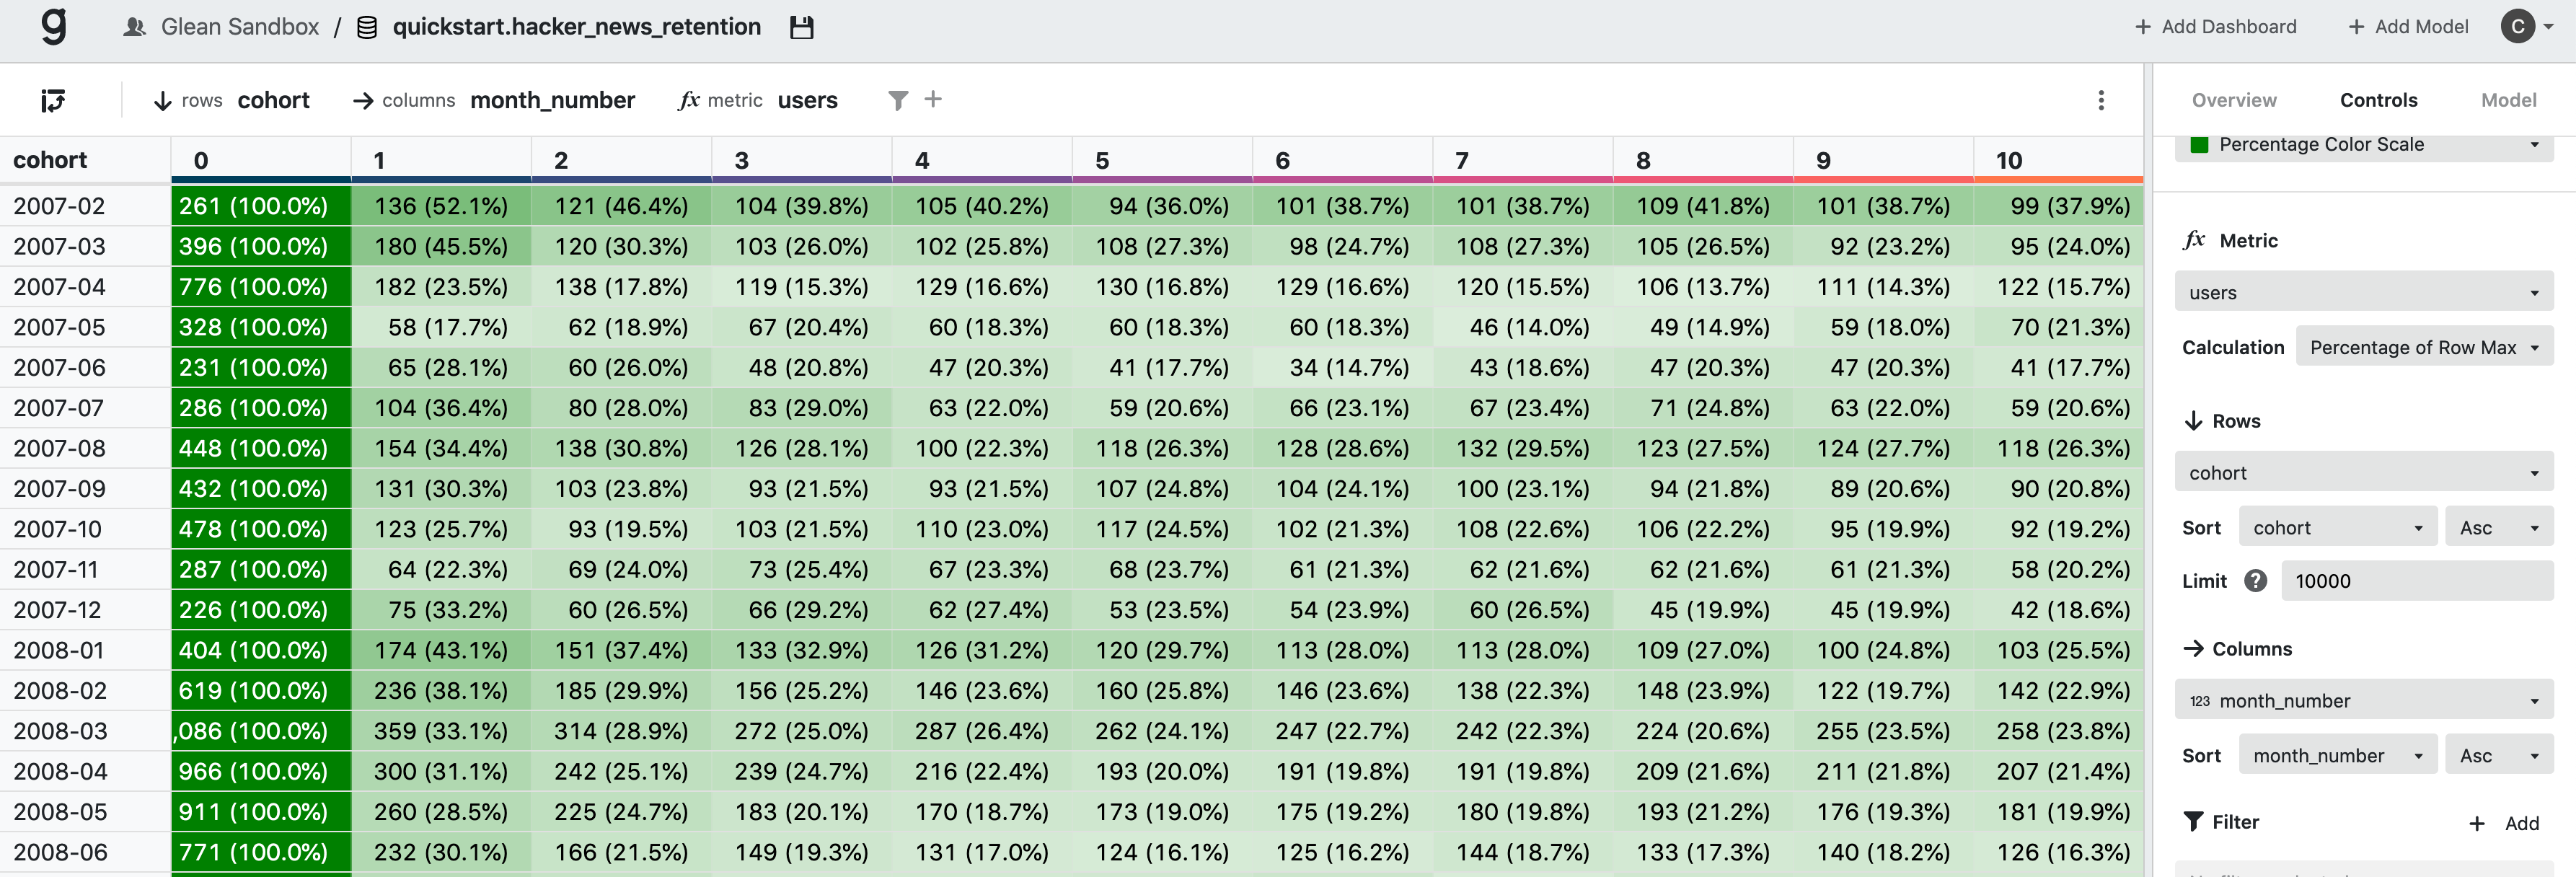 g Glean Sandbox / quickstart.hacker_news_retention + Add Dashboard + Add Model C
rows cohort columns month_number fx metric users +
Overview Controls Model
Percentage Color Scale
cohort 0 1 2 3 4 5 6 7 8 9 10
2007-02 261 (100.0%) 136 (52.1%) 121 (46.4%) 104 (39.8%) 105 (40.2%) 94 (36.0%) 101 (38.7%) 101 (38.7%) 109 (41.8%) 101 (38.7%) 99 (37.9%)
2007-03 396 (100.0%) 180 (45.5%) 120 (30.3%) 103 (26.0%) 102 (25.8%) 108 (27.3%) 98 (24.7%) 108 (27.3%) 105 (26.5%) 92 (23.2%) 95 (24.0%)
2007-04 776 (100.0%) 182 (23.5%) 138 (17.8%) 119 (15.3%) 129 (16.6%) 130 (16.8%) 129 (16.6%) 120 (15.5%) 106 (13.7%) 111 (14.3%) 122 (15.7%)
2007-05 328 (100.0%) 58 (17.7%) 62 (18.9%) 67 (20.4%) 60 (18.3%) 60 (18.3%) 60 (18.3%) 46 (14.0%) 49 (14.9%) 59 (18.0%) 70 (21.3%)
2007-06 231 (100.0%) 65 (28.1%) 60 (26.0%) 48 (20.8%) 47 (20.3%) 41 (17.7%) 34 (14.7%) 43 (18.6%) 47 (20.3%) 47 (20.3%) 41 (17.7%)
2007-07 286 (100.0%) 104 (36.4%) 80 (28.0%) 83 (29.0%) 63 (22.0%) 59 (20.6%) 66 (23.1%) 67 (23.4%) 71 (24.8%) 63 (22.0%) 59 (20.6%)
2007-08 448 (100.0%) 154 (34.4%) 138 (30.8%) 126 (28.1%) 100 (22.3%) 118 (26.3%) 128 (28.6%) 132 (29.5%) 123 (27.5%) 124 (27.7%) 118 (26.3%)
2007-09 432 (100.0%) 131 (30.3%) 103 (23.8%) 93 (21.5%) 93 (21.5%) 107 (24.8%) 104 (24.1%) 100 (23.1%) 94 (21.8%) 89 (20.6%) 90 (20.8%)
2007-10 478 (100.0%) 123 (25.7%) 93 (19.5%) 103 (21.5%) 110 (23.0%) 117 (24.5%) 102 (21.3%) 108 (22.6%) 106 (22.2%) 95 (19.9%) 92 (19.2%)
2007-11 287 (100.0%) 64 (22.3%) 69 (24.0%) 73 (25.4%) 67 (23.3%) 68 (23.7%) 61 (21.3%) 62 (21.6%) 62 (21.6%) 61 (21.3%) 58 (20.2%)
2007-12 226 (100.0%) 75 (33.2%) 60 (26.5%) 66 (29.2%) 62 (27.4%) 53 (23.5%) 54 (23.9%) 60 (26.5%) 45 (19.9%) 45 (19.9%) 42 (18.6%)
2008-01 404 (100.0%) 174 (43.1%) 151 (37.4%) 133 (32.9%) 126 (31.2%) 120 (29.7%) 113 (28.0%) 113 (28.0%) 109 (27.0%) 100 (24.8%) 103 (25.5%)
2008-02 619 (100.0%) 236 (38.1%) 185 (29.9%) 156 (25.2%) 146 (23.6%) 160 (25.8%) 146 (23.6%) 138 (22.3%) 148 (23.9%) 122 (19.7%) 142 (22.9%)
2008-03 ,086 (100.0%) 359 (33.1%) 314 (28.9%) 272 (25.0%) 287 (26.4%) 262 (24.1%) 247 (22.7%) 242 (22.3%) 224 (20.6%) 255 (23.5%) 258 (23.8%)
2008-04 966 (100.0%) 300 (31.1%) 242 (25.1%) 239 (24.7%) 216 (22.4%) 193 (20.0%) 191 (19.8%) 191 (19.8%) 209 (21.6%) 211 (21.8%) 207 (21.4%)
2008-05 911 (100.0%) 260 (28.5%) 225 (24.7%) 183 (20.1%) 170 (18.7%) 173 (19.0%) 175 (19.2%) 180 (19.8%) 193 (21.2%) 176 (19.3%) 181 (19.9%)
2008-06 771 (100.0%) 232 (30.1%) 166 (21.5%) 149 (19.3%) 131 (17.0%) 124 (16.1%) 125 (16.2%) 144 (18.7%) 133 (17.3%) 140 (18.2%) 126 (16.3%)
fx Metric
users
Calculation Percentage of Row Max
Rows
cohort
Sort cohort Asc
Limit ? 10000
Columns
123 month_number
Sort month_number Asc
Filter + Add